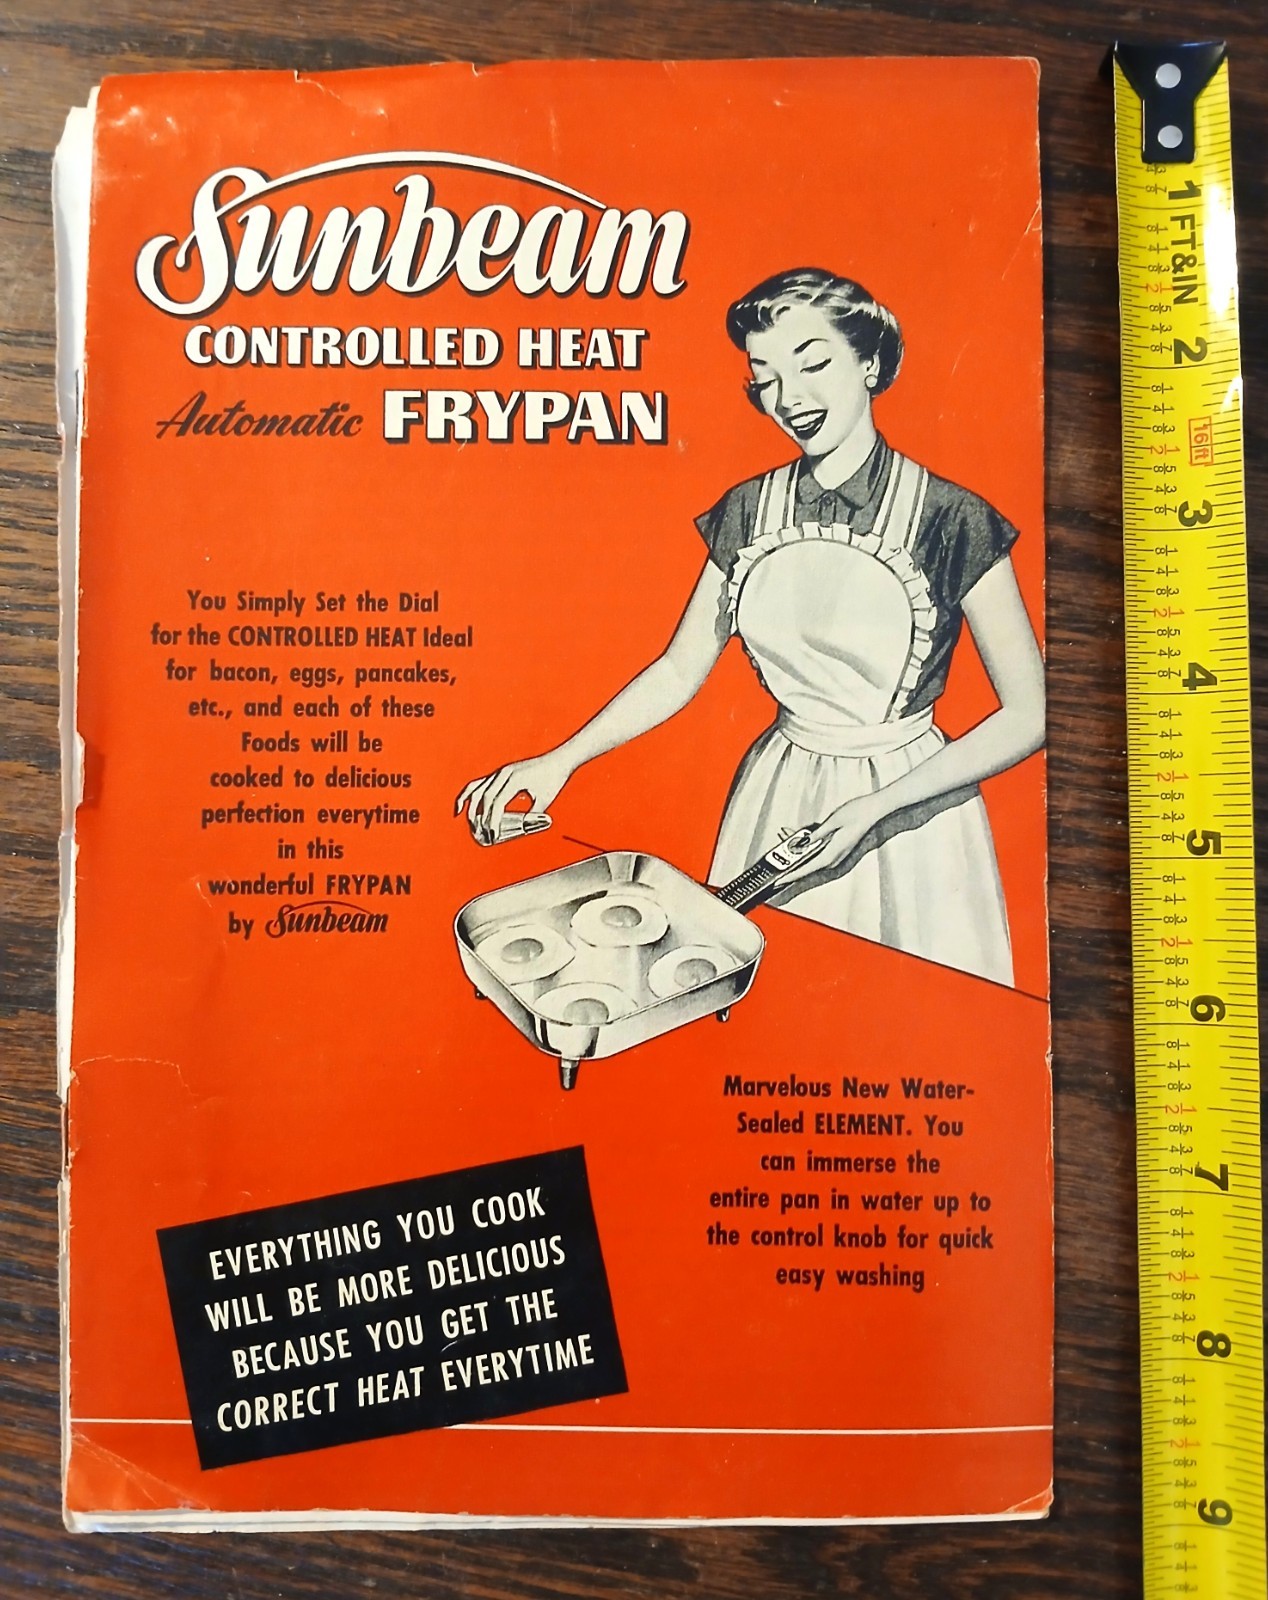 Sunbeam
CONTROLLED HEAT
Automatic FRYPAN
You Simply Set the Dial
for the CONTROLLED HEAT Ideal
for bacon, eggs, pancakes,
etc., and each of these
Foods will be
cooked to delicious
perfection everytime
in this
wonderful FRYPAN
by Sunbeam
Marvelous New Water-
Sealed ELEMENT. You
can immerse the
entire pan in water up to
the control knob for quick
easy washing
EVERYTHING YOU COOK
WILL BE MORE DELICIOUS
BECAUSE YOU GET THE
CORRECT HEAT EVERYTIME
1 FT&IN
2
16ft
3
4
5
6
7
8
9